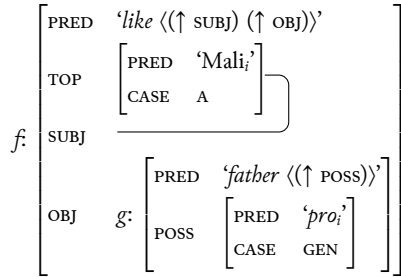 PRED ‘like ⟨(↑ SUBJ) (↑ OBJ)⟩’
TOP PRED ‘Maliᵢ’
CASE A
f: SUBJ
OBJ g: PRED ‘father ⟨(↑ POSS)⟩’
POSS PRED ‘proᵢ’
CASE GEN